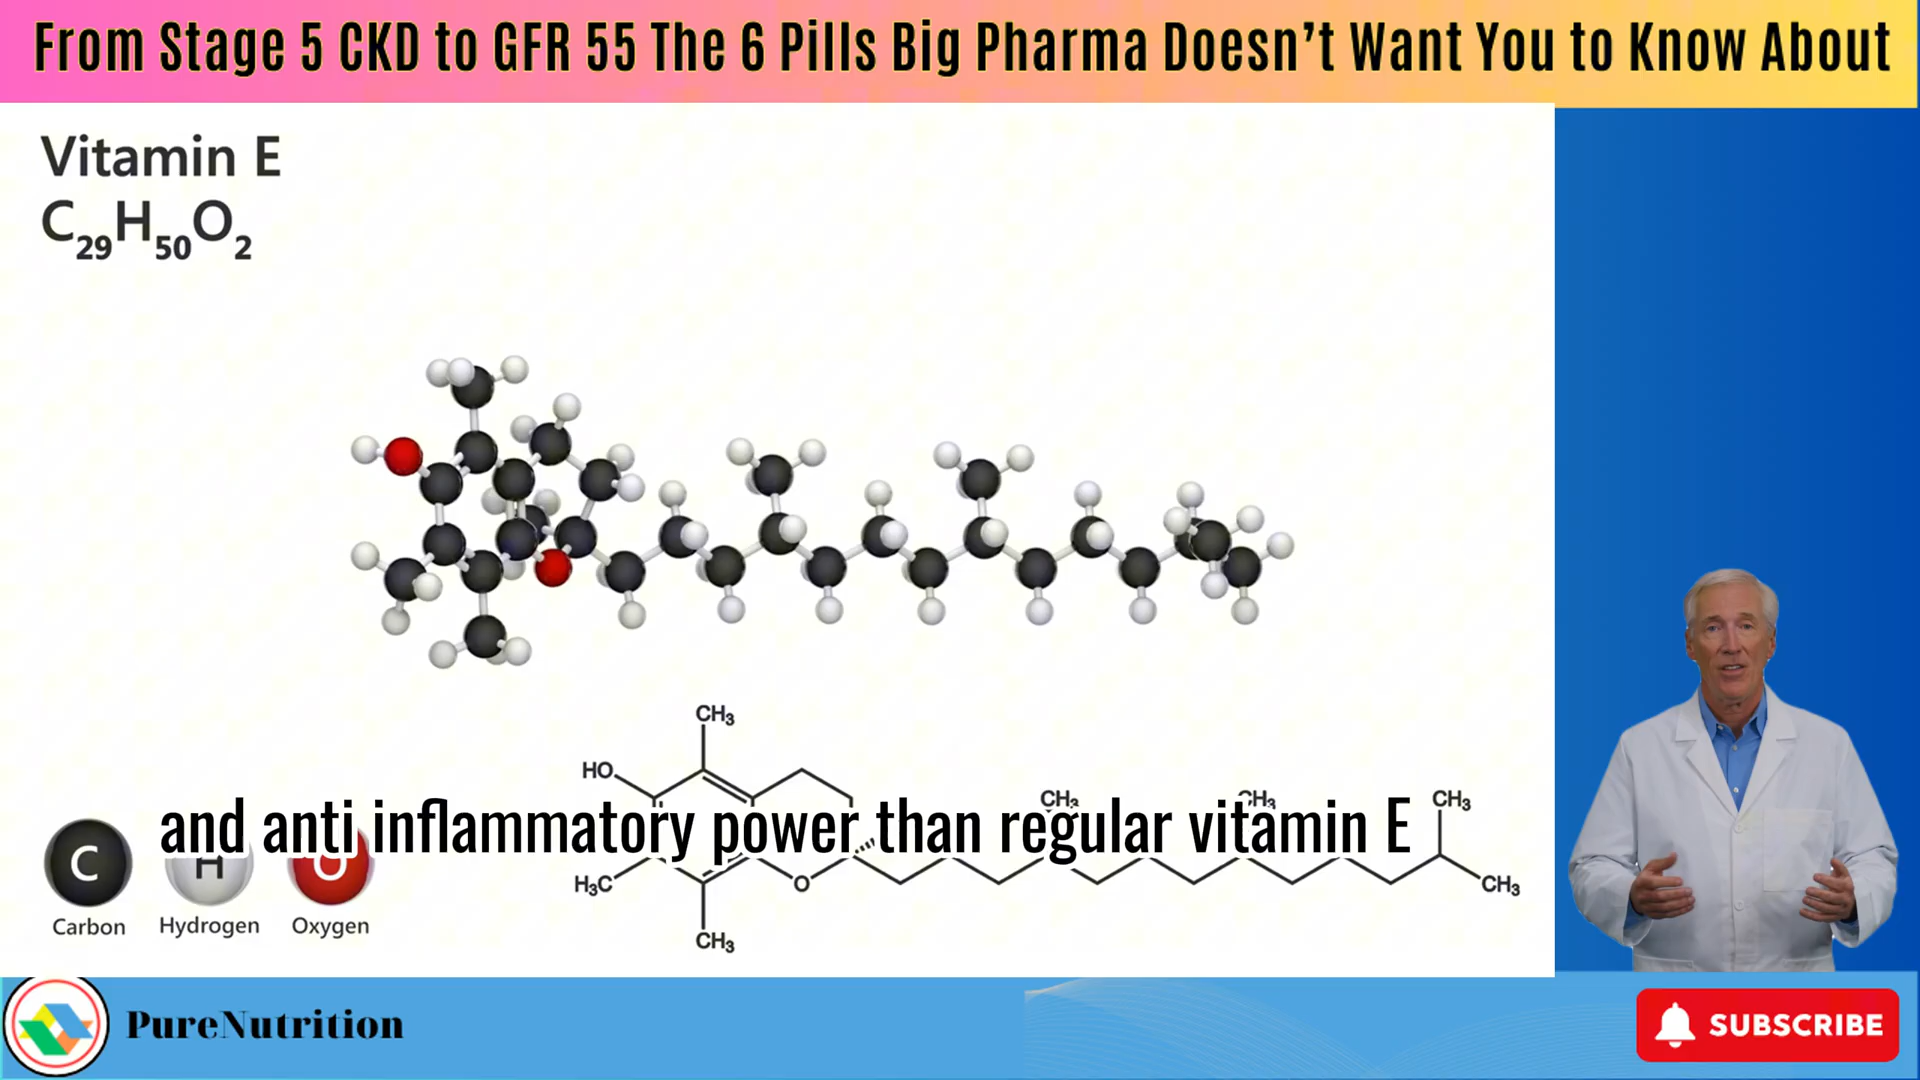 From Stage 5 CKD to GFR 55 The 6 Pills Big Pharma Doesn’t Want You to Know About
Vitamin E
C29H50O2
CH3
HO
CH3
CH3
CH3
and anti inflammatory power than regular vitamin E
C
H
O
H3C
O
CH3
Carbon
Hydrogen
Oxygen
CH3
PureNutrition
SUBSCRIBE